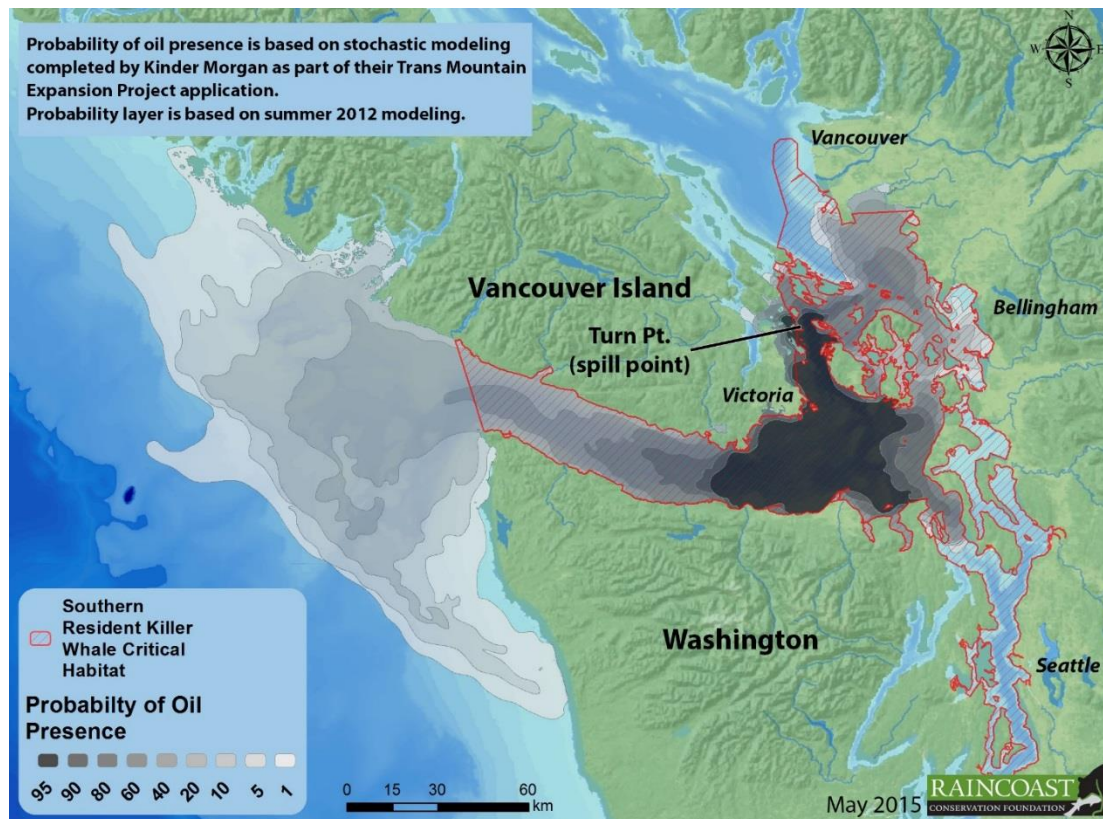 Probability of oil presence is based on stochastic modeling
completed by Kinder Morgan as part of their Trans Mountain
Expansion Project application.
Probability layer is based on summer 2012 modeling.
N
W
E
S
Vancouver
Vancouver Island
Bellingham
Turn Pt.
(spill point)
Victoria
Washington
Seattle
Southern
Resident Killer
Whale Critical
Habitat
Probabilty of Oil
Presence
95 90 80 60 40 20 10 5 1
0 15 30 60
km
May 2015
RAINCOAST
CONSERVATION FOUNDATION